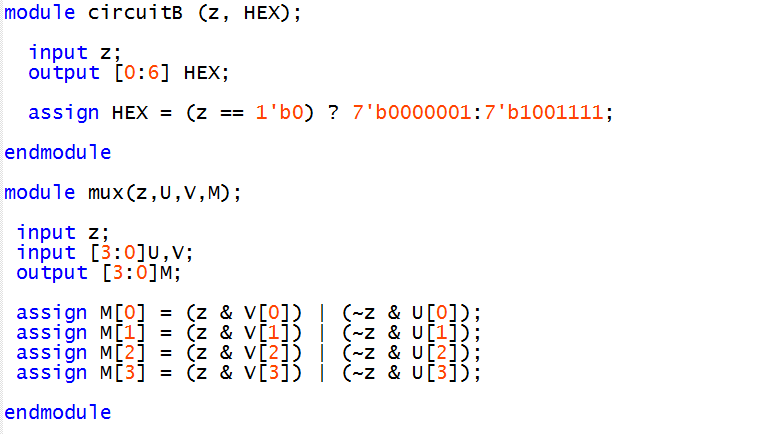 module circuitB (z, HEX);
input z;
output [0:6] HEX;
assign HEX = (z == 1'b0) ? 7'b0000001:7'b1001111;
endmodule
module mux(z,U,V,M);
input z;
input [3:0]U,V;
output [3:0]M;
assign M[0] = (z & V[0]) | (~z & U[0]);
assign M[1] = (z & V[1]) | (~z & U[1]);
assign M[2] = (z & V[2]) | (~z & U[2]);
assign M[3] = (z & V[3]) | (~z & U[3]);
endmodule